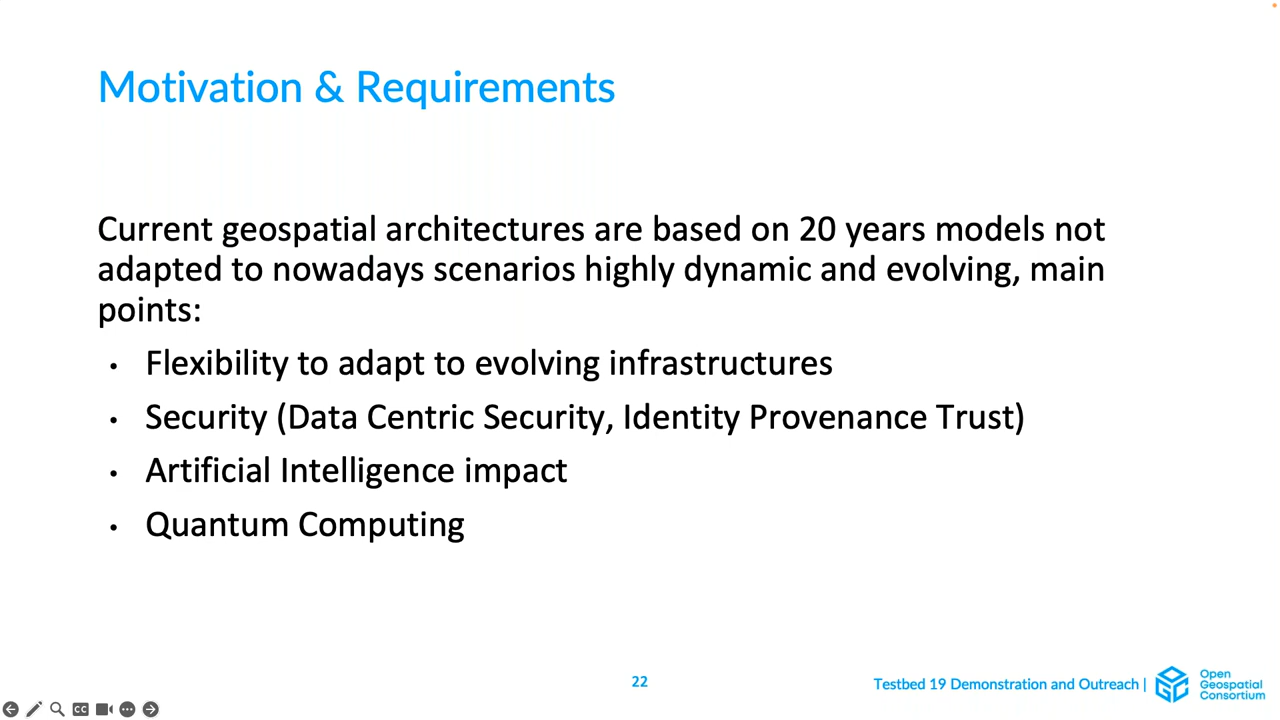 Motivation & Requirements
Current geospatial architectures are based on 20 years models not
adapted to nowadays scenarios highly dynamic and evolving, main
points:
• Flexibility to adapt to evolving infrastructures
• Security (Data Centric Security, Identity Provenance Trust)
• Artificial Intelligence impact
• Quantum Computing
22
Testbed 19 Demonstration and Outreach |
Open
Geospatial
Consortium
CC